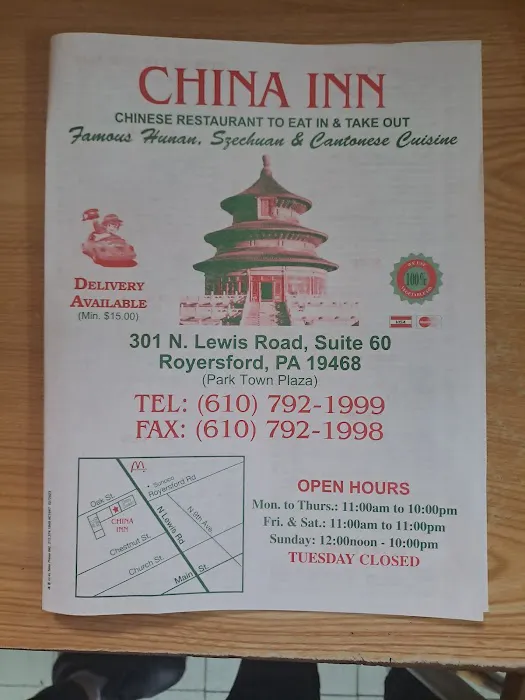 CHINA INN
CHINESE RESTAURANT TO EAT IN & TAKE OUT
Famous Hunan, Szechuan & Cantonese Cuisine
DELIVERY
AVAILABLE
(Min. $15.00)
100%
VISA
301 N. Lewis Road, Suite 60
Royersford, PA 19468
(Park Town Plaza)
TEL: (610) 792-1999
FAX: (610) 792-1998
Sunoco
Royersford Rd
Oak St.
CHINA
INN
N Lewis Rd
N 5th Ave.
Chestnut St.
Church St.
Main St.
OPEN HOURS
Mon. to Thurs.: 11:00am to 10:00pm
Fri. & Sat.: 11:00am to 11:00pm
Sunday: 12:00noon - 10:00pm
TUESDAY CLOSED